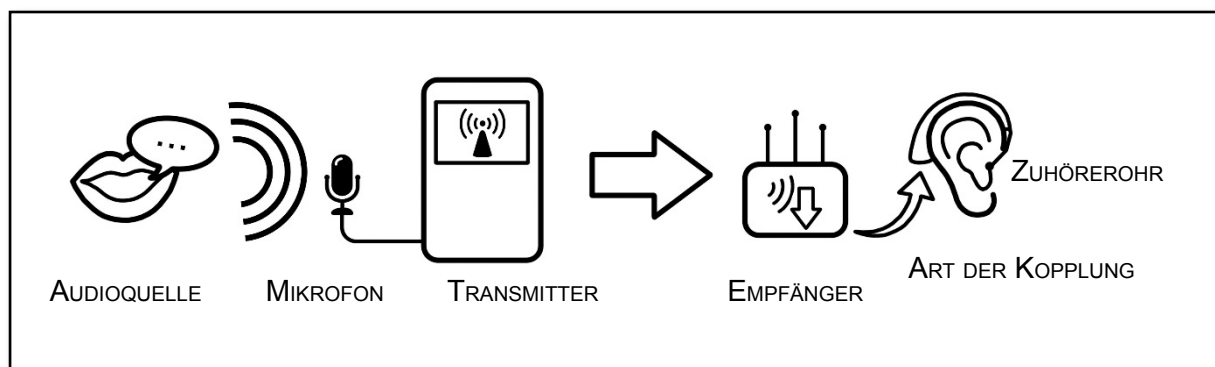 ...
ZUHÖREROHR
ART DER KOPPLUNG
AUDIOQUELLE MIKROFON TRANSMITTER EMPFÄNGER